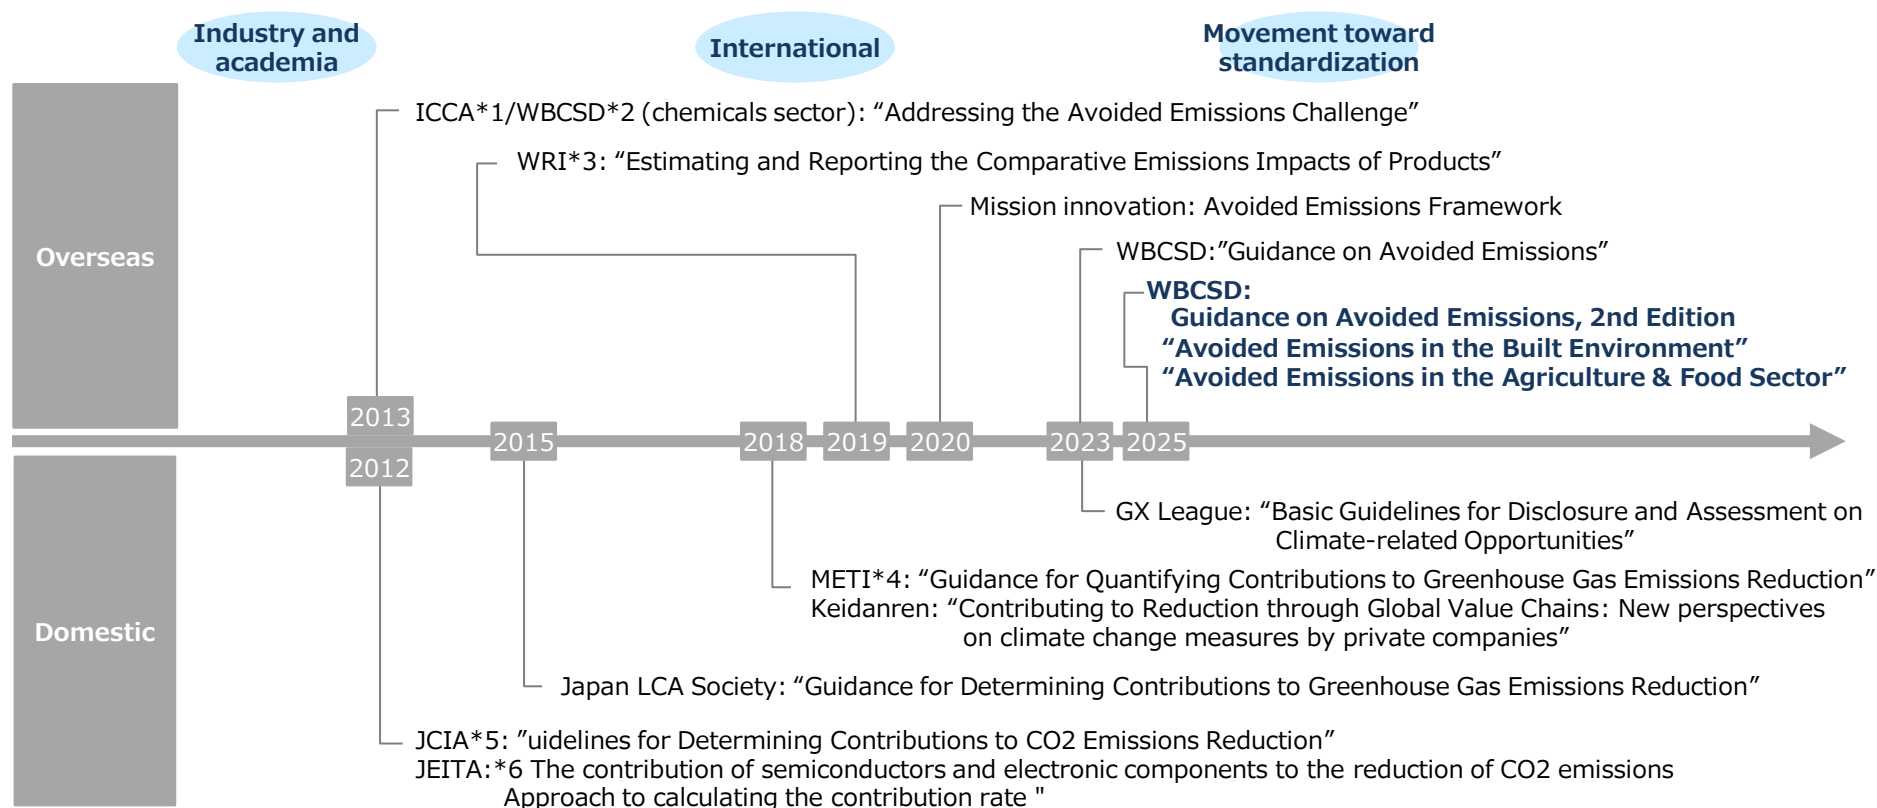 Industry and
academia
International
Movement toward
standardization
Overseas
ICCA*1/WBCSD*2 (chemicals sector): “Addressing the Avoided Emissions Challenge”
WRI*3: “Estimating and Reporting the Comparative Emissions Impacts of Products”
Mission innovation: Avoided Emissions Framework
WBCSD:”Guidance on Avoided Emissions”
WBCSD:
Guidance on Avoided Emissions, 2nd Edition
“Avoided Emissions in the Built Environment”
“Avoided Emissions in the Agriculture & Food Sector”
2013
2015
2018
2019
2020
2023
2025
2012
Domestic
GX League: “Basic Guidelines for Disclosure and Assessment on
Climate-related Opportunities”
METI*4: “Guidance for Quantifying Contributions to Greenhouse Gas Emissions Reduction”
Keidanren: “Contributing to Reduction through Global Value Chains: New perspectives
on climate change measures by private companies”
Japan LCA Society: “Guidance for Determining Contributions to Greenhouse Gas Emissions Reduction”
JCIA*5: ”uidelines for Determining Contributions to CO2 Emissions Reduction”
JEITA:*6 The contribution of semiconductors and electronic components to the reduction of CO2 emissions
Approach to calculating the contribution rate "